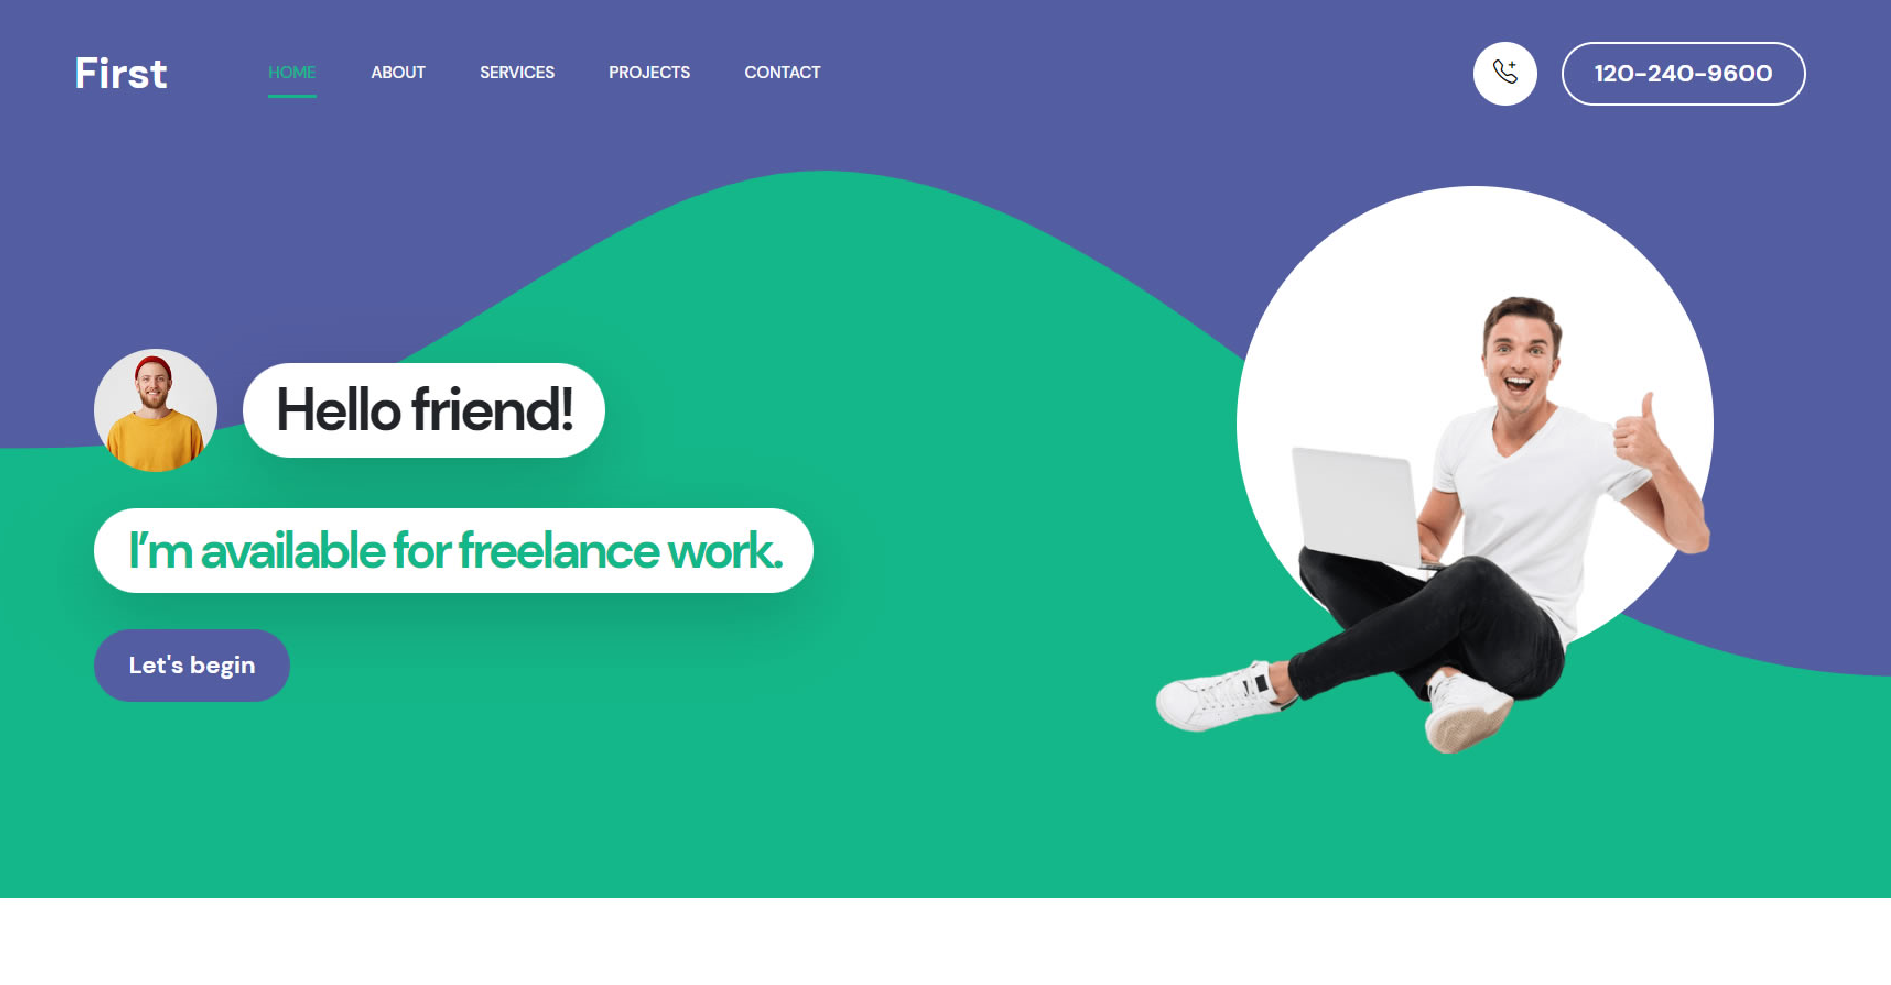 First
HOME ABOUT SERVICES PROJECTS CONTACT
120-240-9600
Hello friend!
I'm available for freelance work.
Let's begin